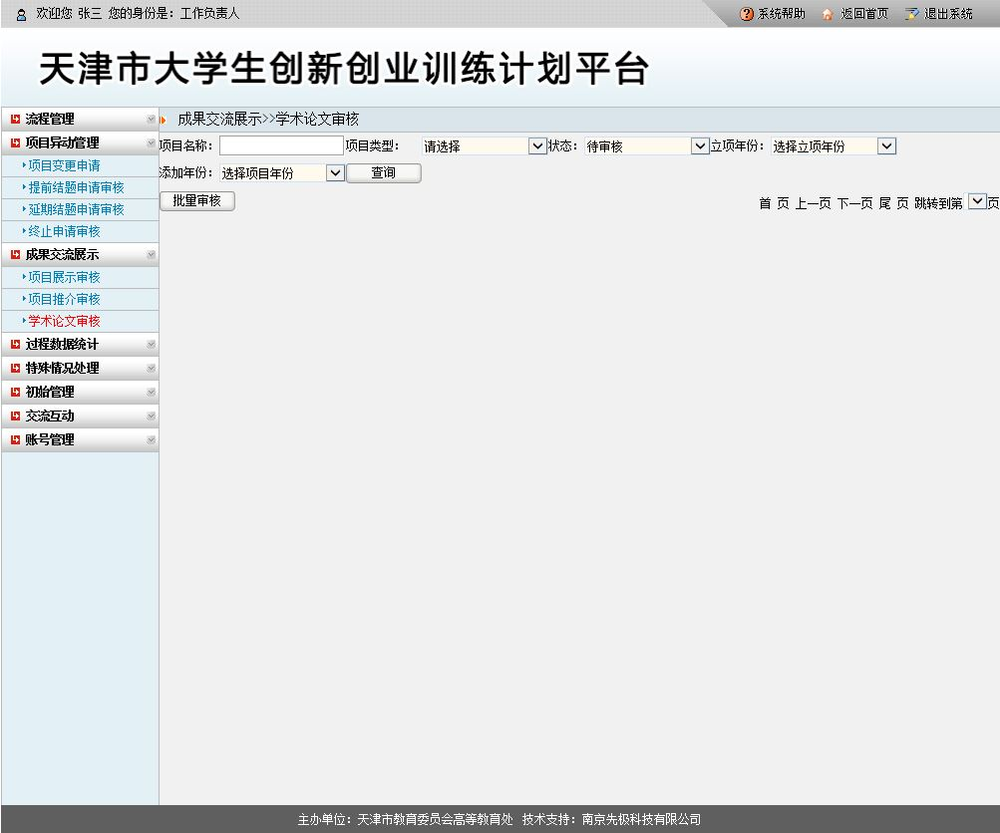 欢迎您 张三 您的身份是：工作负责人
系统帮助 返回首页 退出系统
天津市大学生创新创业训练计划平台
流程管理
项目异动管理
项目变更申请
提前结题申请审核
延期结题申请审核
终止申请审核
成果交流展示
项目展示审核
项目推介审核
学术论文审核
过程数据统计
特殊情况处理
初始管理
交流互动
账号管理
成果交流展示>>学术论文审核
项目名称： 项目类型： 请选择 状态： 待审核 立项年份： 选择立项年份
添加年份： 选择项目年份 查询
批量审核
首 页 上一页 下一页 尾 页 跳转到第 页
主办单位：天津市教育委员会高等教育处 技术支持：南京先极科技有限公司